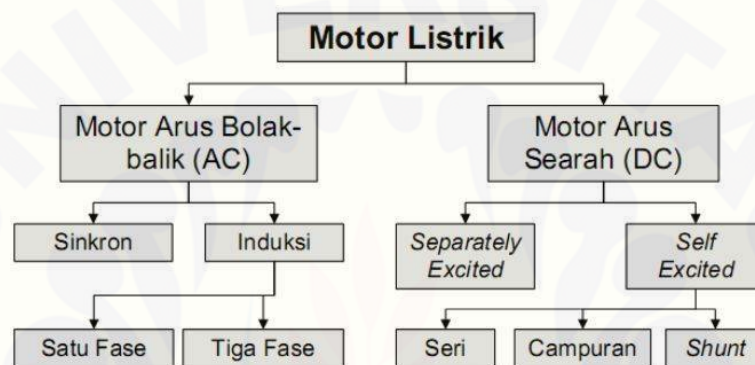 Motor Listrik
Motor Arus Bolak-
balik (AC)
Motor Arus
Searah (DC)
Sinkron
Induksi
Separately
Excited
Self
Excited
Satu Fase
Tiga Fase
Seri
Campuran
Shunt